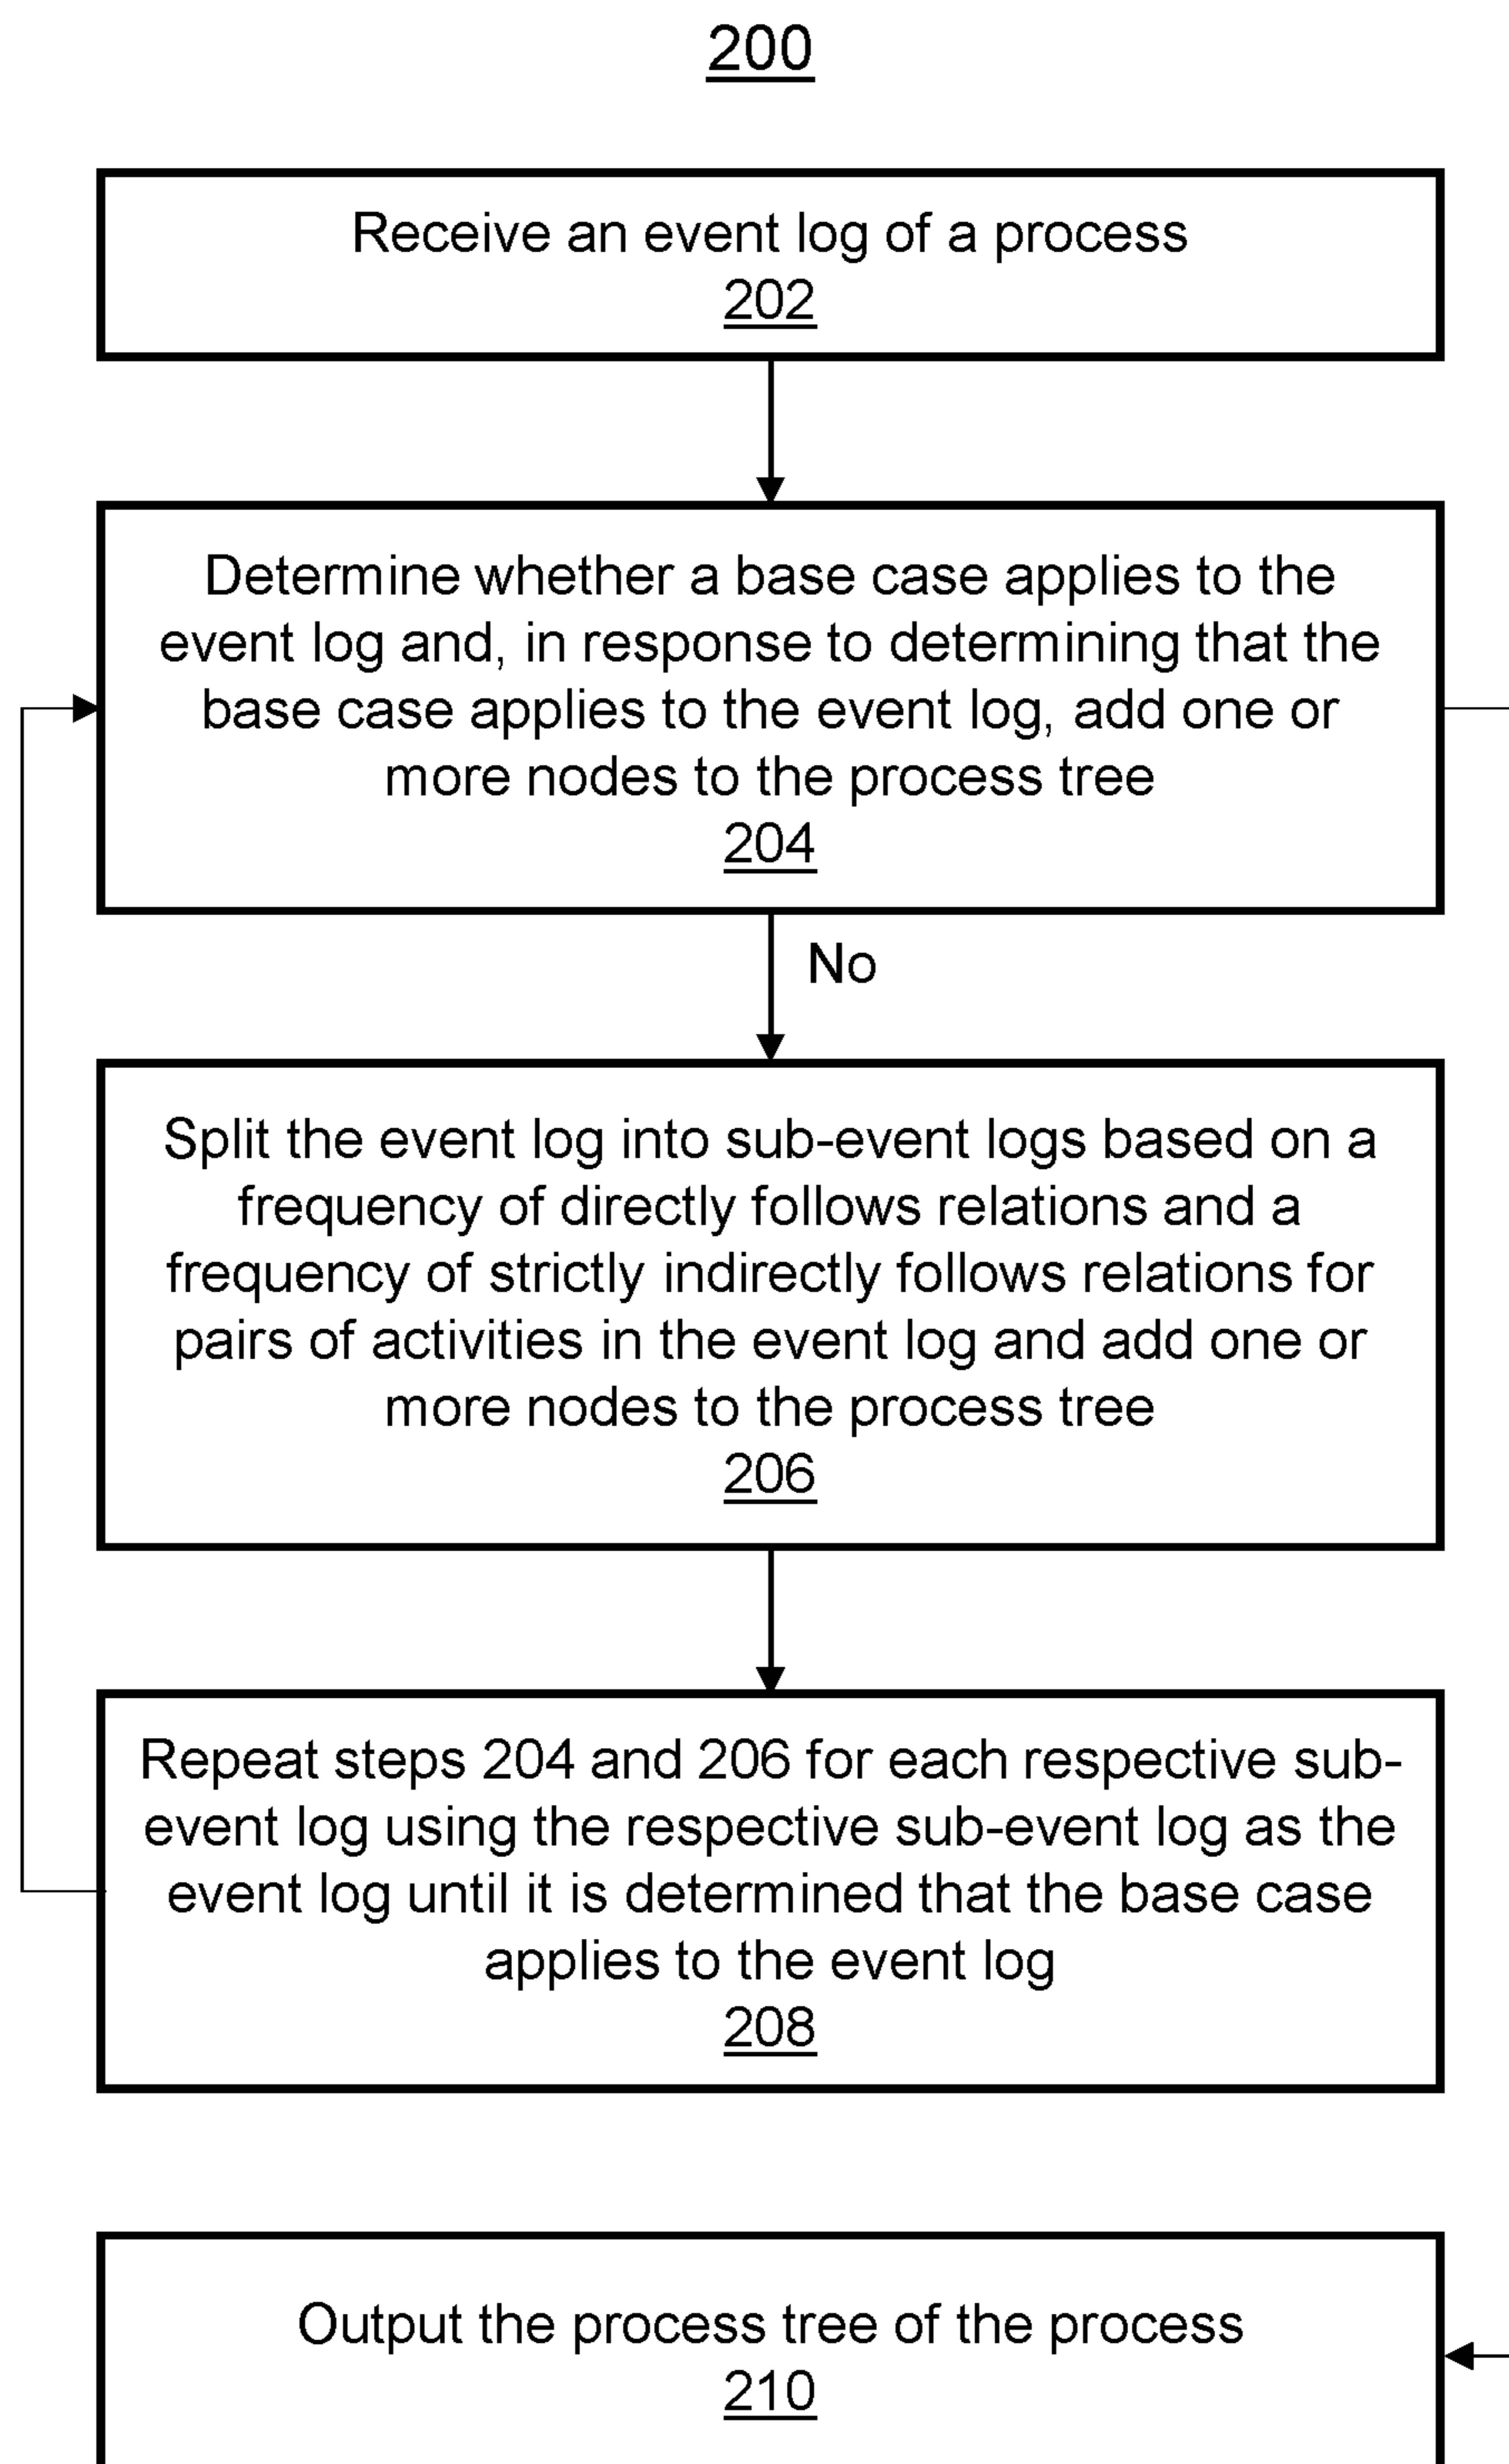 200
Receive an event log of a process
202
Determine whether a base case applies to the
event log and, in response to determining that the
base case applies to the event log, add one or
more nodes to the process tree
204
No
Split the event log into sub-event logs based on a
frequency of directly follows relations and a
frequency of strictly indirectly follows relations for
pairs of activities in the event log and add one or
more nodes to the process tree
206
Repeat steps 204 and 206 for each respective sub-
event log using the respective sub-event log as the
event log until it is determined that the base case
applies to the event log
208
Output the process tree of the process
210